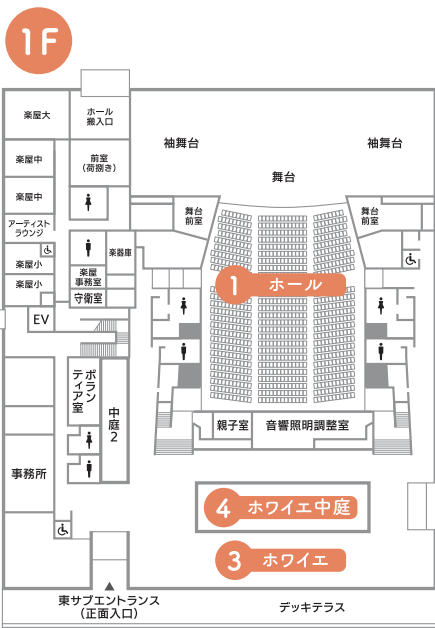 1F
楽屋大
ホール
搬入口
袖舞台
袖舞台
楽屋中
前室
(荷捌き)
舞台
楽屋中
舞台
前室
舞台
前室
アーティスト
ラウンジ
楽屋小
楽器庫
楽屋小
楽屋
事務室
1 ホール
守衛室
EV
ボラン
ティア室
中庭2
親子室
音響照明調整室
事務所
4 ホワイエ中庭
3 ホワイエ
東サブエントランス
(正面入口)
デッキテラス